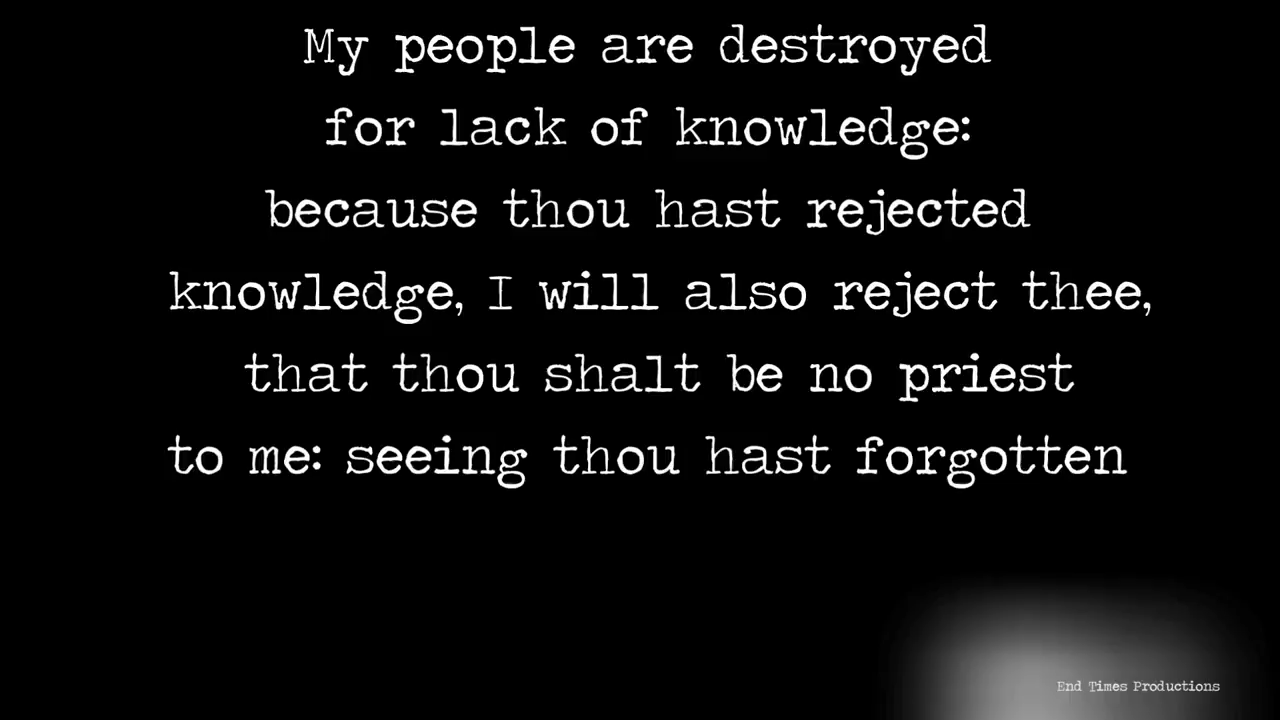 My people are destroyed
for lack of knowledge:
because thou hast rejected
knowledge, I will also reject thee,
that thou shalt be no priest
to me: seeing thou hast forgotten
End Times Productions